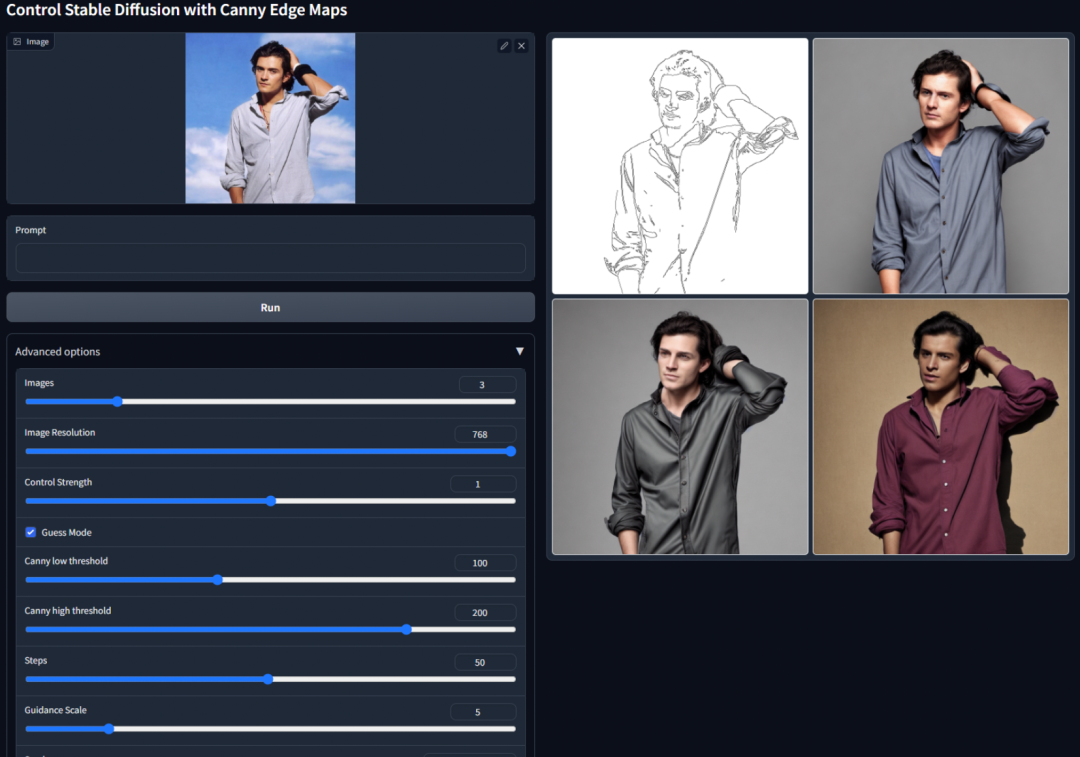 Control Stable Diffusion with Canny Edge Maps
Image
Prompt
Run
Advanced options
Images
3
Image Resolution
768
Control Strength
1
Guess Mode
Canny low threshold
100
Canny high threshold
200
Steps
50
Guidance Scale
5